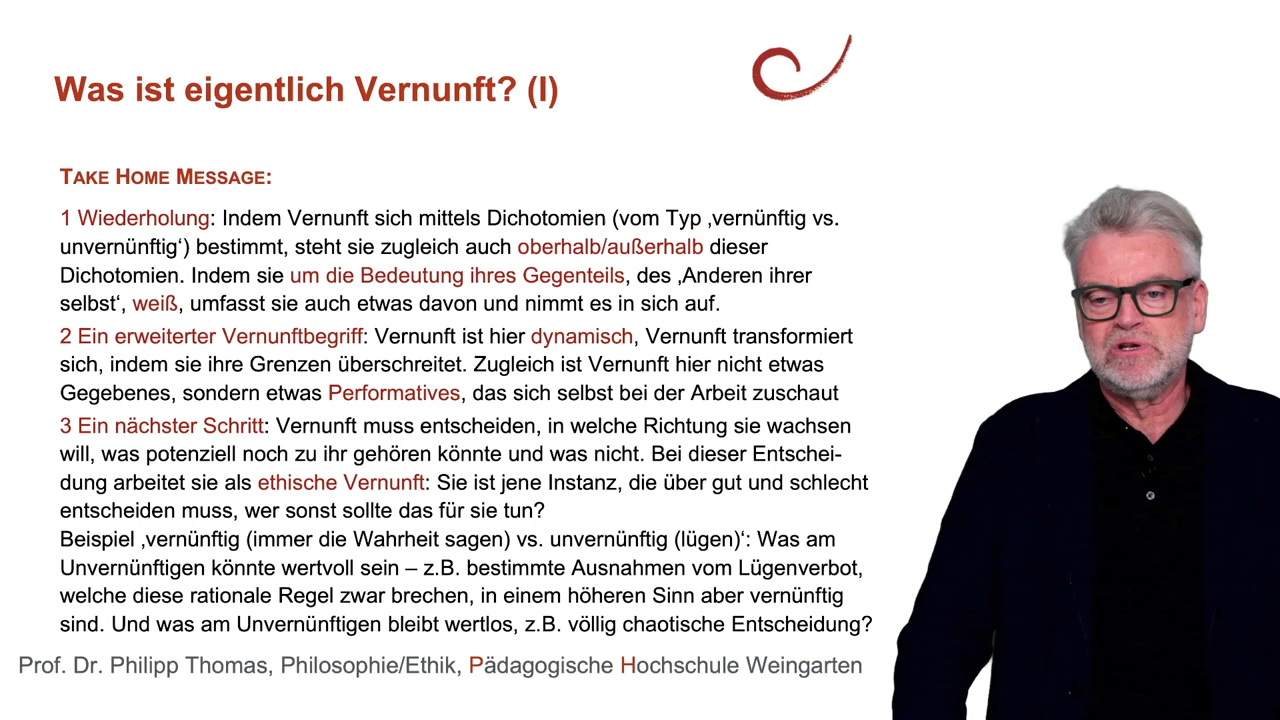 Was ist eigentlich Vernunft? (I)
TAKE HOME MESSAGE:
1 Wiederholung: Indem Vernunft sich mittels Dichotomien (vom Typ ‚vernünftig vs.
unvernünftig‘) bestimmt, steht sie zugleich auch oberhalb/außerhalb dieser
Dichotomien. Indem sie um die Bedeutung ihres Gegenteils, des ‚Anderen ihrer
selbst‘, weiß, umfasst sie auch etwas davon und nimmt es in sich auf.
2 Ein erweiterter Vernunftbegriff: Vernunft ist hier dynamisch, Vernunft transformiert
sich, indem sie ihre Grenzen überschreitet. Zugleich ist Vernunft hier nicht etwas
Gegebenes, sondern etwas Performatives, das sich selbst bei der Arbeit zuschaut
3 Ein nächster Schritt: Vernunft muss entscheiden, in welche Richtung sie wachsen
will, was potenziell noch zu ihr gehören könnte und was nicht. Bei dieser Entschei-
dung arbeitet sie als ethische Vernunft: Sie ist jene Instanz, die über gut und schlecht
entscheiden muss, wer sonst sollte das für sie tun?
Beispiel ‚vernünftig (immer die Wahrheit sagen) vs. unvernünftig (lügen)‘: Was am
Unvernünftigen könnte wertvoll sein – z.B. bestimmte Ausnahmen vom Lügenverbot,
welche diese rationale Regel zwar brechen, in einem höheren Sinn aber vernünftig
sind. Und was am Unvernünftigen bleibt wertlos, z.B. völlig chaotische Entscheidung?
Prof. Dr. Philipp Thomas, Philosophie/Ethik, Pädagogische Hochschule Weingarten